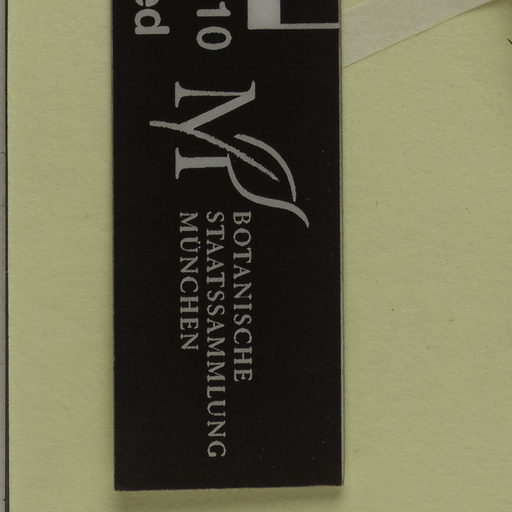 10
ed
BOTANISCHE
STAATSSAMMLUNG
MÜNCHEN